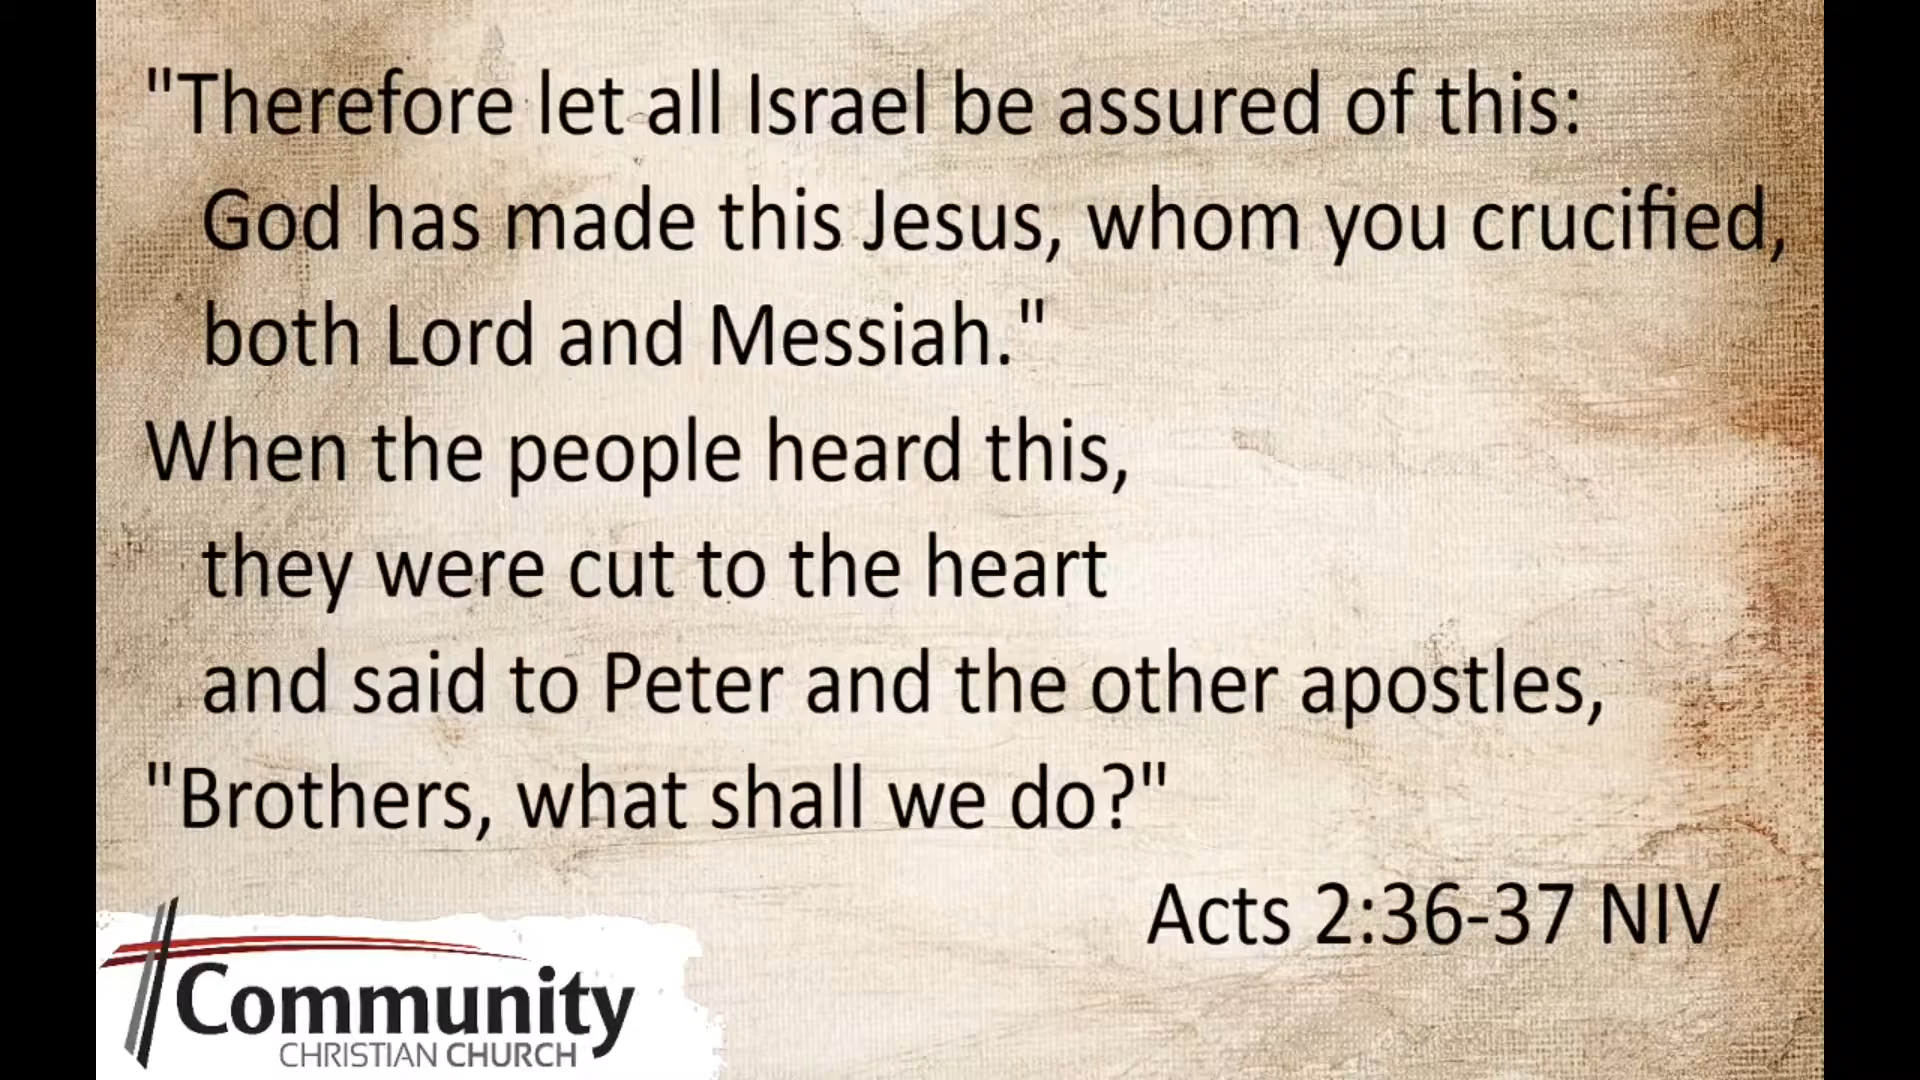 "Therefore let all Israel be assured of this:
God has made this Jesus, whom you crucified,
both Lord and Messiah."
When the people heard this,
they were cut to the heart
and said to Peter and the other apostles,
"Brothers, what shall we do?"
Acts 2:36-37 NIV
Community
CHRISTIAN CHURCH